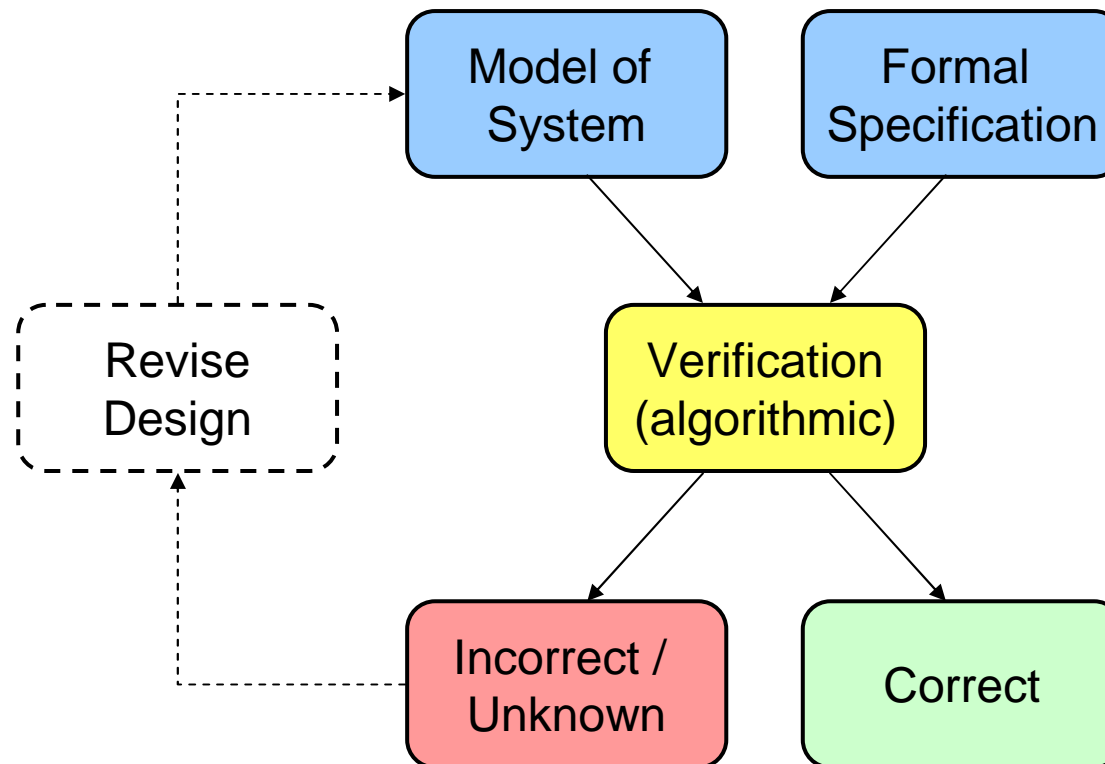 Model of
System
Formal
Specification
Revise
Design
Verification
(algorithmic)
Incorrect /
Unknown
Correct